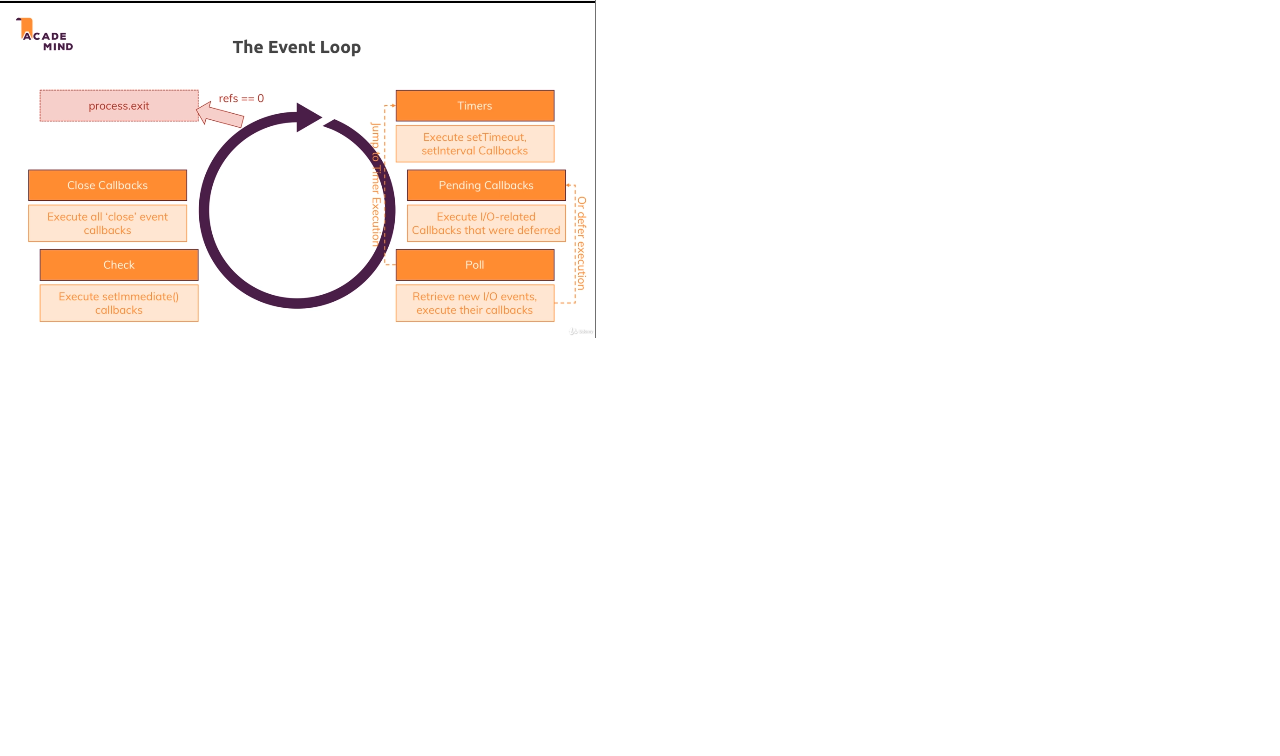 ACADE
MIND
The Event Loop
process.exit
refs == 0
Timers
Execute setTimeout,
setInterval Callbacks
Jump to Timer Execution
Close Callbacks
Execute all ‘close’ event
callbacks
Pending Callbacks
Execute I/O-related
Callbacks that were deferred
Or defer execution
Check
Execute setImmediate()
callbacks
Poll
Retrieve new I/O events,
execute their callbacks